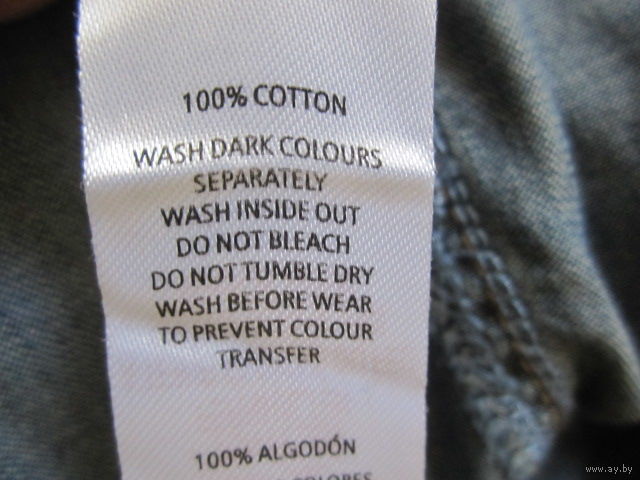 100% COTTON
WASH DARK COLOURS
SEPARATELY
WASH INSIDE OUT
DO NOT BLEACH
DO NOT TUMBLE DRY
WASH BEFORE WEAR
TO PREVENT COLOUR
TRANSFER
100% ALGODÓN
COLORES
www.ay.by